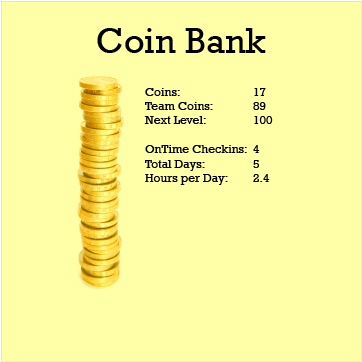 Coin Bank
Coins: 17
Team Coins: 89
Next Level: 100
OnTime Checkins: 4
Total Days: 5
Hours per Day: 2.4